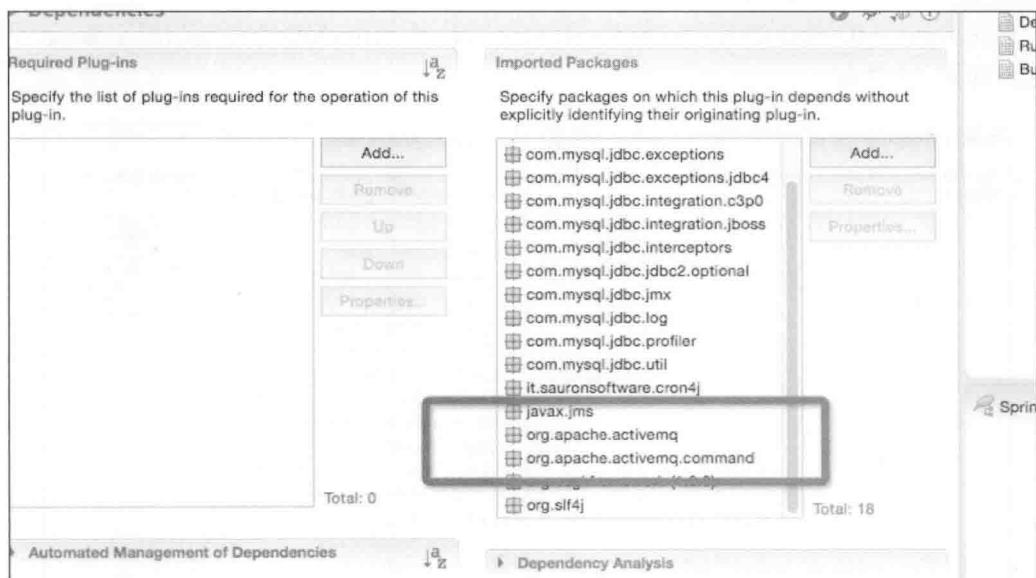 Dependencies
Required Plug-ins
Specify the list of plug-ins required for the operation of this
plug-in.
Add...
Remove
Up
Down
Properties...
Total: 0
Automated Management of Dependencies
Imported Packages
Specify packages on which this plug-in depends without
explicitly identifying their originating plug-in.
com.mysql.jdbc.exceptions
com.mysql.jdbc.exceptions.jdbc4
com.mysql.jdbc.integration.c3p0
com.mysql.jdbc.integration.jboss
com.mysql.jdbc.interceptors
com.mysql.jdbc.jdbc2.optional
com.mysql.jdbc.jmx
com.mysql.jdbc.log
com.mysql.jdbc.profiler
com.mysql.jdbc.util
it.sauronsoftware.cron4j
javax.jms
org.apache.activemq
org.apache.activemq.command
org.slf4j
Add...
Remove
Properties...
Total: 18
Dependency Analysis
De
Ru
Bu
Sprin